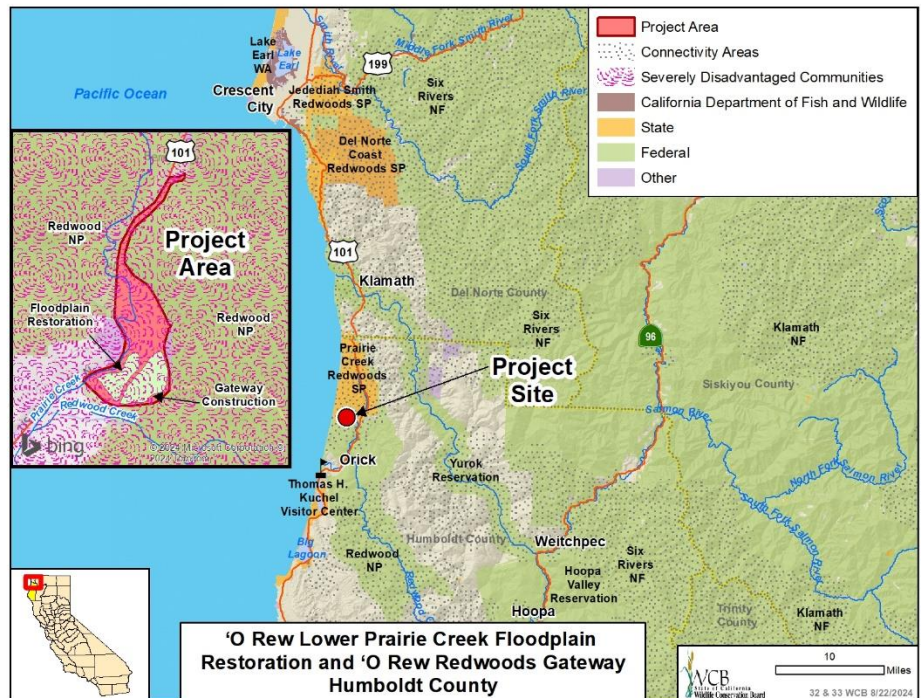 Project Area
Connectivity Areas
Severely Disadvantaged Communities
California Department of Fish and Wildlife
State
Federal
Other
Pacific Ocean
Lake
Earl
WA
Lake
Earl
Smith River
Middle Fork Smith River
199
Crescent
City
Jedediah Smith
Redwoods SP
Six
Rivers
NF
South Fork Smith River
Del Norte
Coast
Redwoods SP
101
Klamath
Del Norte County
Six
Rivers
NF
96
Klamath
NF
Siskiyou County
Prairie
Creek
Redwoods
SP
Project
Site
Salmon River
North Fork Salmon River
South Fork Salmon River
Orick
Thomas H.
Kuchel
Visitor Center
Yurok
Reservation
Big
Lagoon
Humboldt County
Weitchpec
Redwood
NP
Six
Rivers
NF
Hoopa
Valley
Reservation
Hoopa
Trinity
County
Klamath
NF
101
Redwood
NP
Project
Area
Floodplain
Restoration
Redwood
NP
Gateway
Construction
Prairie Creek
Redwood Creek
bing
'O Rew Lower Prairie Creek Floodplain
Restoration and 'O Rew Redwoods Gateway
Humboldt County
WCB
State of California
Wildlife Conservation Board
10
Miles